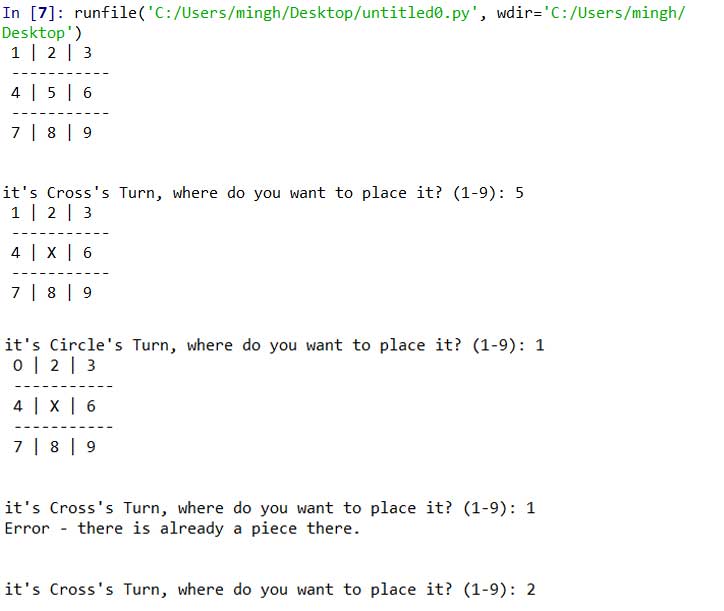 In [7]: runfile('C:/Users/mingh/Desktop/untitled0.py', wdir='C:/Users/mingh/
Desktop')
1 | 2 | 3
-----------
4 | 5 | 6
-----------
7 | 8 | 9
it's Cross's Turn, where do you want to place it? (1-9): 5
1 | 2 | 3
-----------
4 | X | 6
-----------
7 | 8 | 9
it's Circle's Turn, where do you want to place it? (1-9): 1
O | 2 | 3
-----------
4 | X | 6
-----------
7 | 8 | 9
it's Cross's Turn, where do you want to place it? (1-9): 1
Error - there is already a piece there.
it's Cross's Turn, where do you want to place it? (1-9): 2